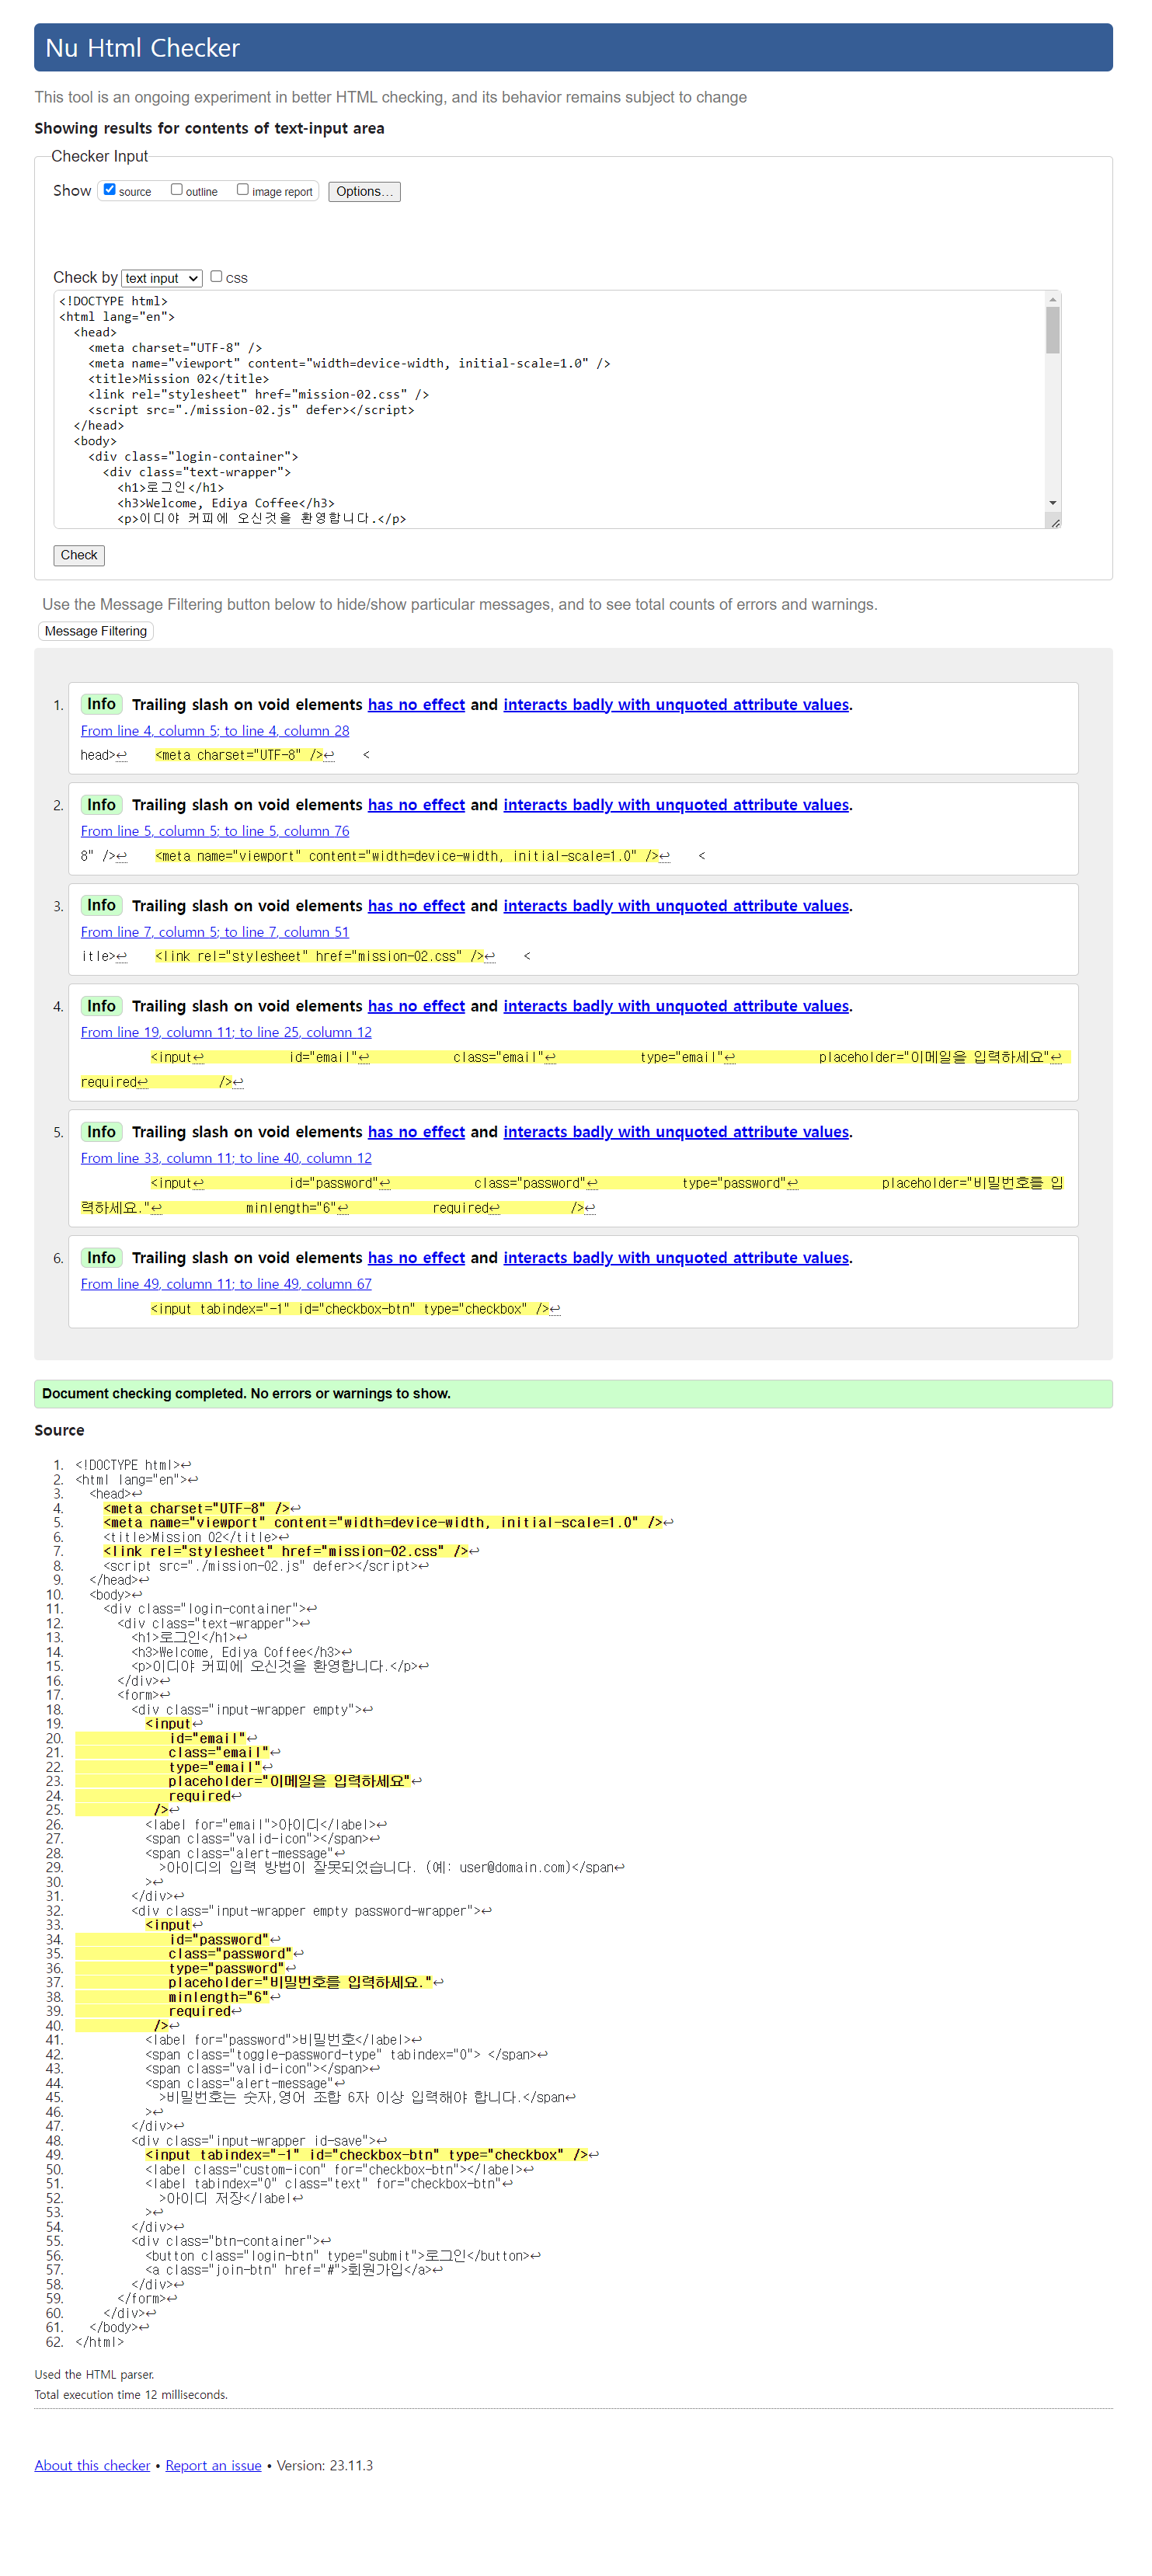 Nu Html Checker
This tool is an ongoing experiment in better HTML checking, and its behavior remains subject to change
Showing results for contents of text-input area
Checker Input
Show source outline image report Options...
Check by text input CSS
<!DOCTYPE html>
<html lang="en">
  <head>
    <meta charset="UTF-8" />
    <meta name="viewport" content="width=device-width, initial-scale=1.0" />
    <title>Mission 02</title>
    <link rel="stylesheet" href="mission-02.css" />
    <script src="./mission-02.js" defer></script>
  </head>
  <body>
    <div class="login-container">
      <div class="text-wrapper">
        <h1>로그인</h1>
        <h3>Welcome, Ediya Coffee</h3>
        <p>이디야 커피에 오신것을 환영합니다.</p>
Check
Use the Message Filtering button below to hide/show particular messages, and to see total counts of errors and warnings.
Message Filtering
1. Info Trailing slash on void elements has no effect and interacts badly with unquoted attribute values.
From line 4, column 5; to line 4, column 28
head>↩    <meta charset="UTF-8" />↩    <
2. Info Trailing slash on void elements has no effect and interacts badly with unquoted attribute values.
From line 5, column 5; to line 5, column 76
8" />↩    <meta name="viewport" content="width=device-width, initial-scale=1.0" />↩    <
3. Info Trailing slash on void elements has no effect and interacts badly with unquoted attribute values.
From line 7, column 5; to line 7, column 51
itle>↩    <link rel="stylesheet" href="mission-02.css" />↩    <
4. Info Trailing slash on void elements has no effect and interacts badly with unquoted attribute values.
From line 19, column 11; to line 25, column 12
<input↩            id="email"↩            class="email"↩            type="email"↩            placeholder="이메일을 입력하세요"↩
required↩          />↩
5. Info Trailing slash on void elements has no effect and interacts badly with unquoted attribute values.
From line 33, column 11; to line 40, column 12
<input↩            id="password"↩            class="password"↩            type="password"↩            placeholder="비밀번호를 입
력하세요."↩            minlength="6"↩            required↩          />↩
6. Info Trailing slash on void elements has no effect and interacts badly with unquoted attribute values.
From line 49, column 11; to line 49, column 67
<input tabindex="-1" id="checkbox-btn" type="checkbox" />↩
Document checking completed. No errors or warnings to show.
Source
1. <!DOCTYPE html>↩
2. <html lang="en">↩
3.   <head>↩
4.     <meta charset="UTF-8" />↩
5.     <meta name="viewport" content="width=device-width, initial-scale=1.0" />↩
6.     <title>Mission 02</title>↩
7.     <link rel="stylesheet" href="mission-02.css" />↩
8.     <script src="./mission-02.js" defer></script>↩
9.   </head>↩
10.   <body>↩
11.     <div class="login-container">↩
12.       <div class="text-wrapper">↩
13.         <h1>로그인</h1>↩
14.         <h3>Welcome, Ediya Coffee</h3>↩
15.         <p>이디야 커피에 오신것을 환영합니다.</p>↩
16.       </div>↩
17.       <form>↩
18.         <div class="input-wrapper empty">↩
19.           <input↩
20.             id="email"↩
21.             class="email"↩
22.             type="email"↩
23.             placeholder="이메일을 입력하세요"↩
24.             required↩
25.           />↩
26.           <label for="email">아이디</label>↩
27.           <span class="valid-icon"></span>↩
28.           <span class="alert-message"↩
29.             >아이디의 입력 방법이 잘못되었습니다. (예: user@domain.com)</span↩
30.           >↩
31.         </div>↩
32.         <div class="input-wrapper empty password-wrapper">↩
33.           <input↩
34.             id="password"↩
35.             class="password"↩
36.             type="password"↩
37.             placeholder="비밀번호를 입력하세요."↩
38.             minlength="6"↩
39.             required↩
40.           />↩
41.           <label for="password">비밀번호</label>↩
42.           <span class="toggle-password-type" tabindex="0"> </span>↩
43.           <span class="valid-icon"></span>↩
44.           <span class="alert-message"↩
45.             >비밀번호는 숫자,영어 조합 6자 이상 입력해야 합니다.</span↩
46.           >↩
47.         </div>↩
48.         <div class="input-wrapper id-save">↩
49.           <input tabindex="-1" id="checkbox-btn" type="checkbox" />↩
50.           <label class="custom-icon" for="checkbox-btn"></label>↩
51.           <label tabindex="0" class="text" for="checkbox-btn"↩
52.             >아이디 저장</label↩
53.           >↩
54.         </div>↩
55.         <div class="btn-container">↩
56.           <button class="login-btn" type="submit">로그인</button>↩
57.           <a class="join-btn" href="#">회원가입</a>↩
58.         </div>↩
59.       </form>↩
60.     </div>↩
61.   </body>↩
62. </html>
Used the HTML parser.
Total execution time 12 milliseconds.
About this checker • Report an issue • Version: 23.11.3